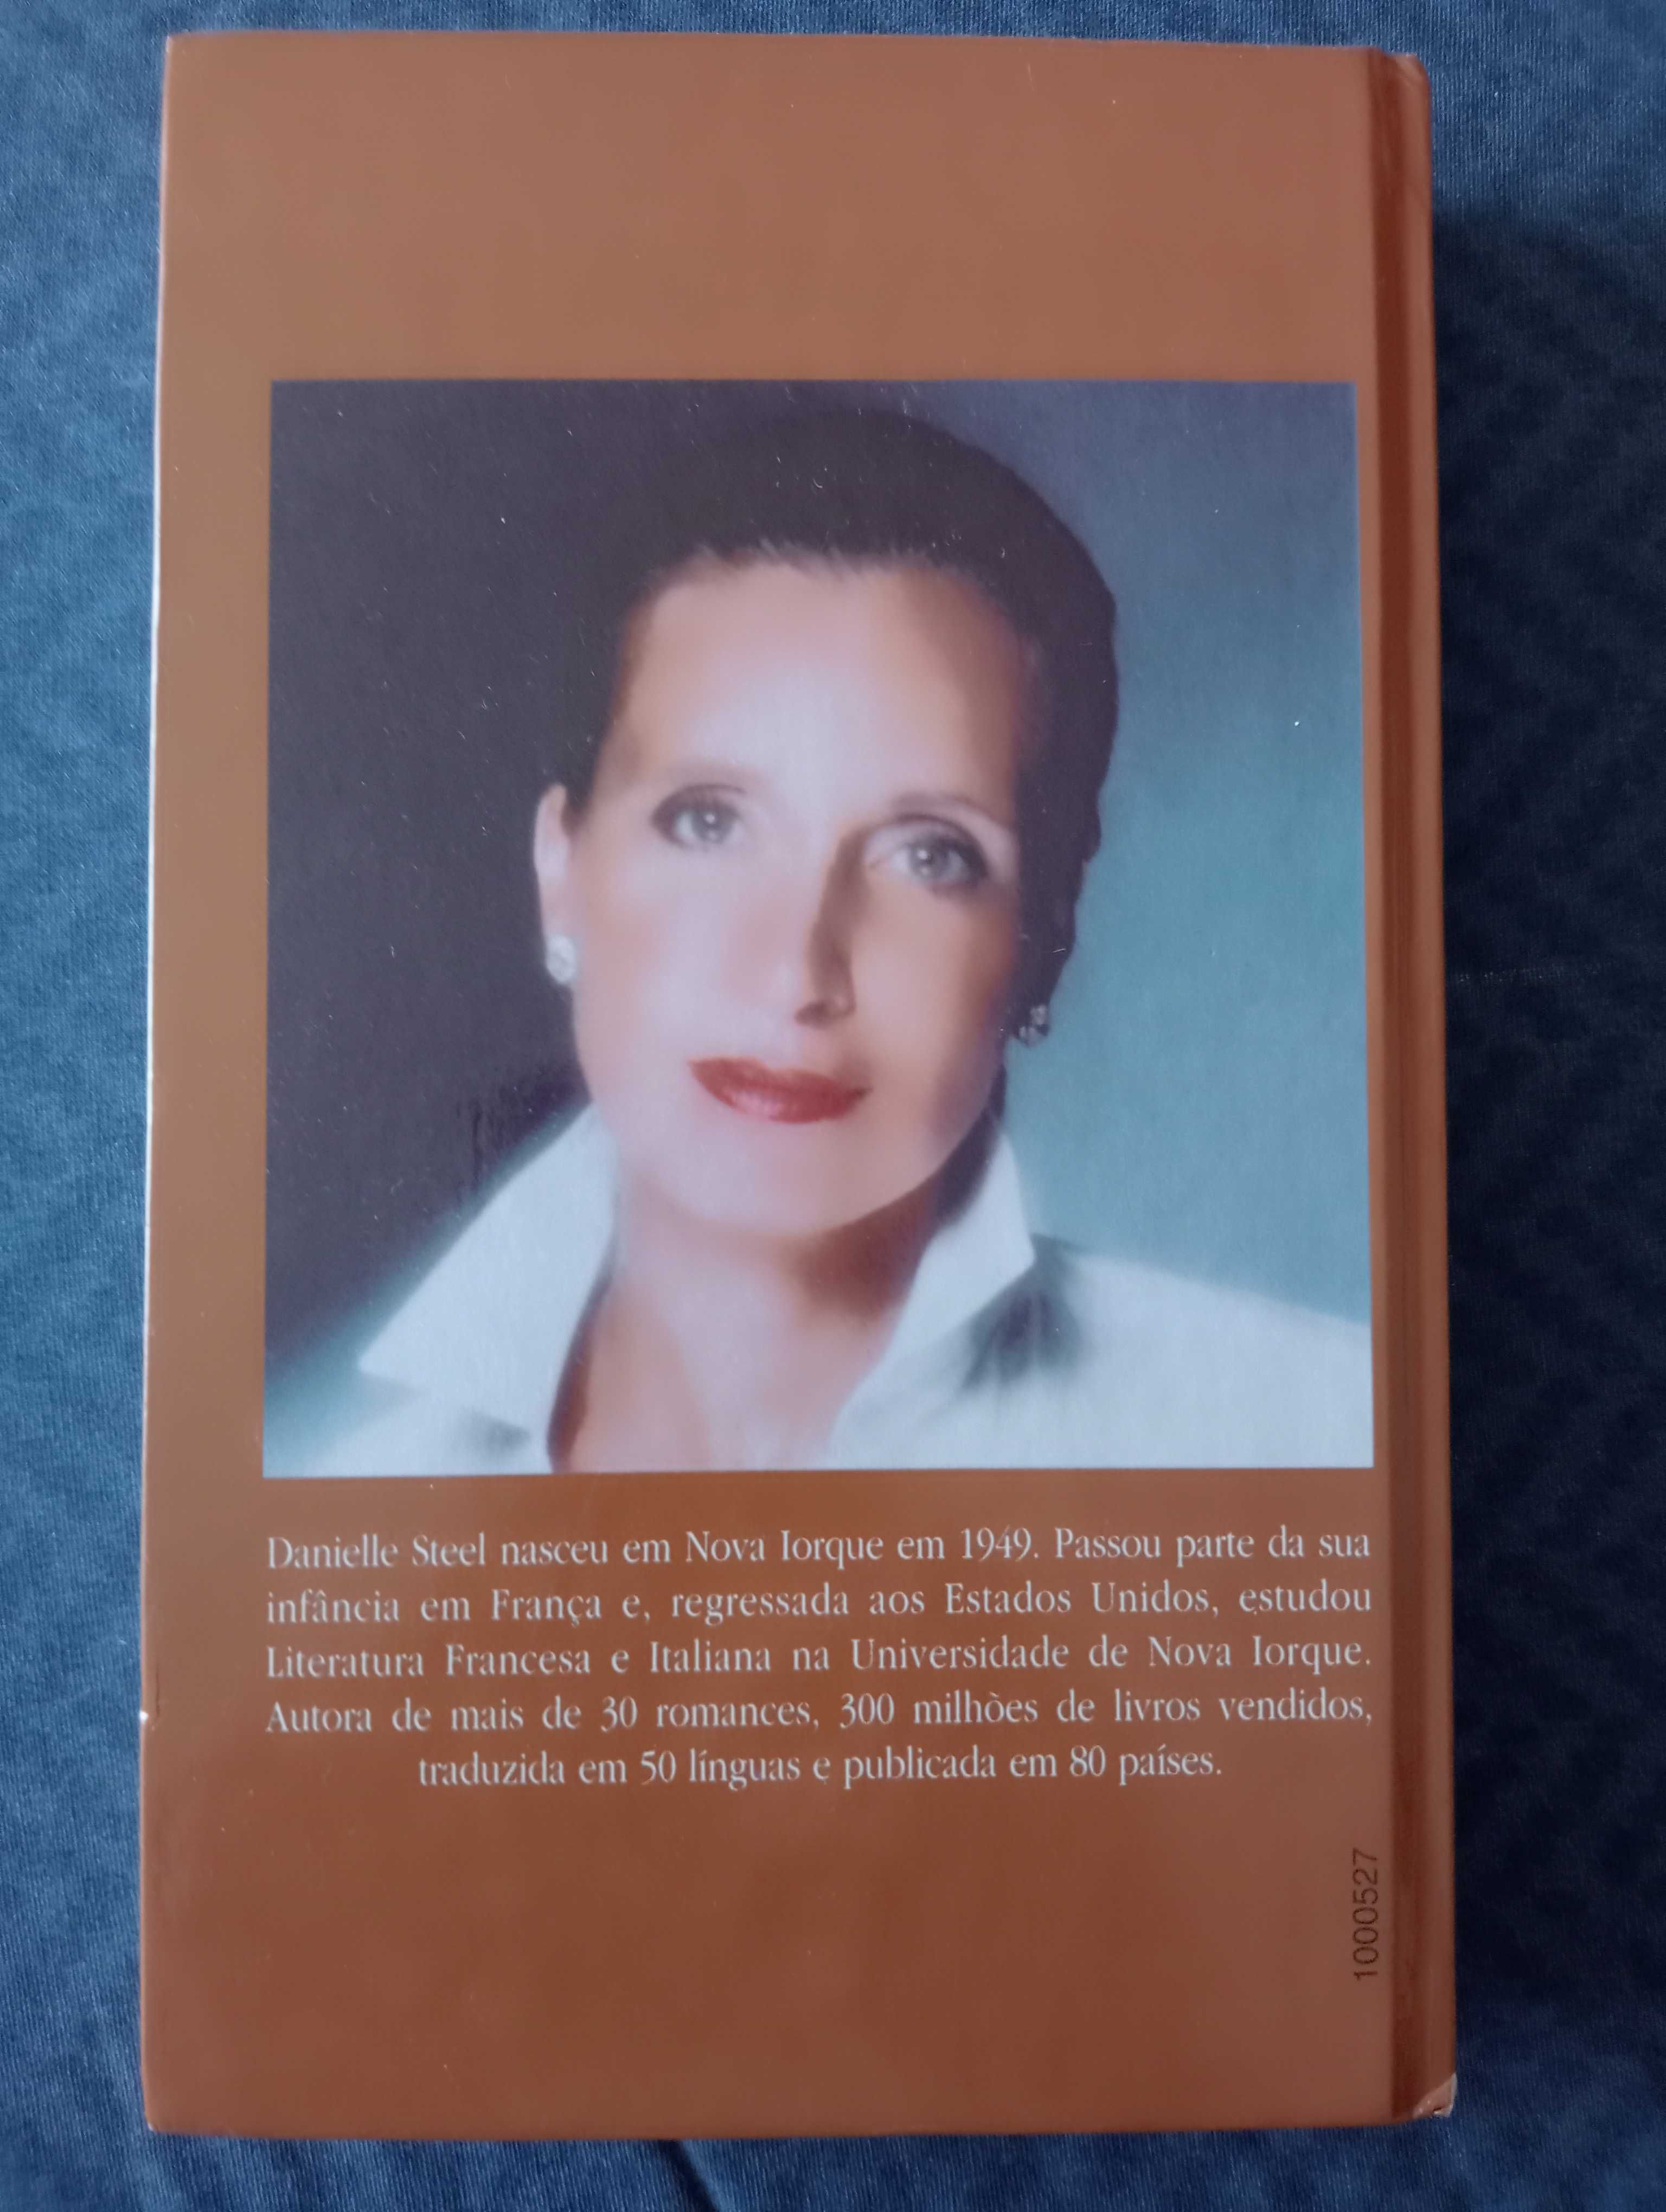 Danielle Steel nasceu em Nova Iorque em 1949. Passou parte da sua
infância em França e, regressada aos Estados Unidos, estudou
Literatura Francesa e Italiana na Universidade de Nova Iorque.
Autora de mais de 30 romances, 300 milhões de livros vendidos,
traduzida em 50 línguas e publicada em 80 países.
1000527